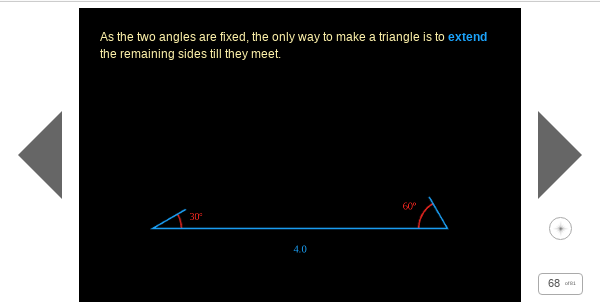 As the two angles are fixed, the only way to make a triangle is to extend
the remaining sides till they meet.
60°
30°
4.0
68 of 81